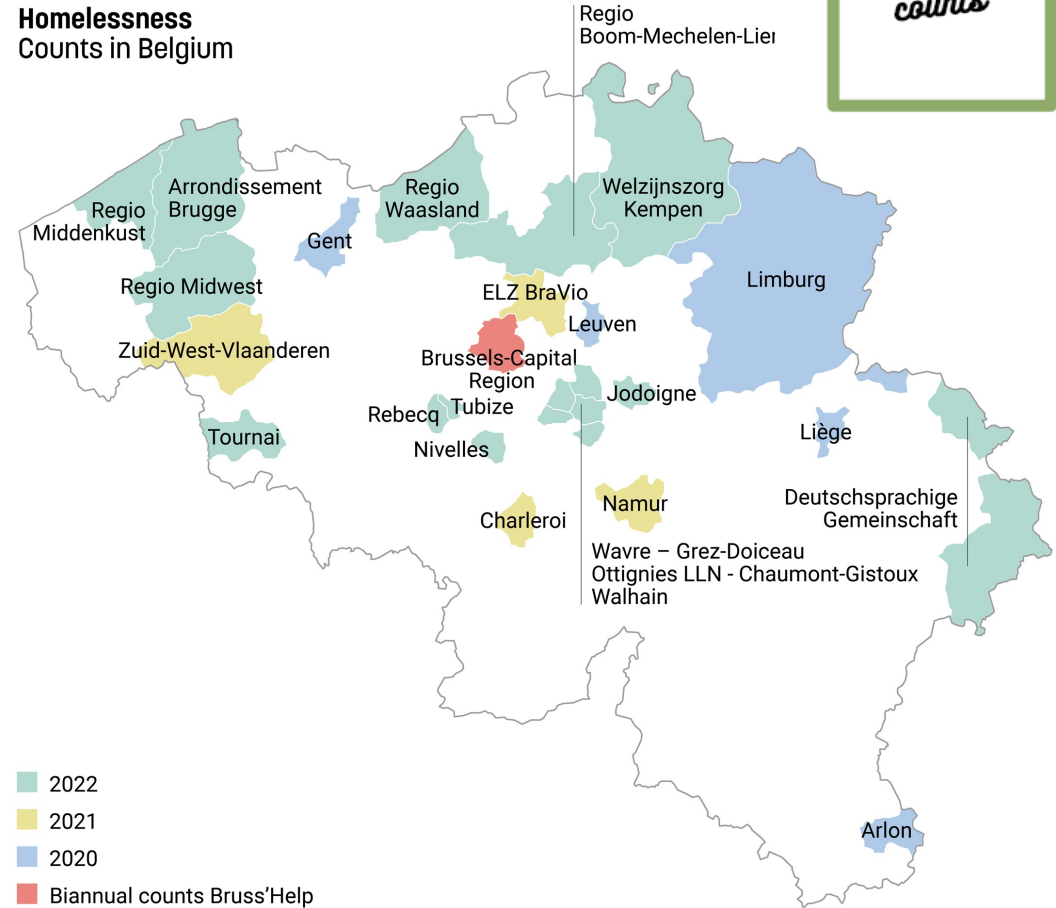 Homelessness
Counts in Belgium
counts
Regio
Boom-Mechelen-Lier
Arrondissement
Brugge
Regio
Middenkust
Regio
Waasland
Welzijnszorg
Kempen
Gent
Regio Midwest
Limburg
ELZ BraVio
Leuven
Zuid-West-Vlaanderen
Brussels-Capital
Region
Jodoigne
Rebecq
Tubize
Nivelles
Tournai
Liège
Charleroi
Namur
Deutschsprachige
Gemeinschaft
Wavre – Grez-Doiceau
Ottignies LLN - Chaumont-Gistoux
Walhain
Arlon
2022
2021
2020
Biannual counts Bruss’Help